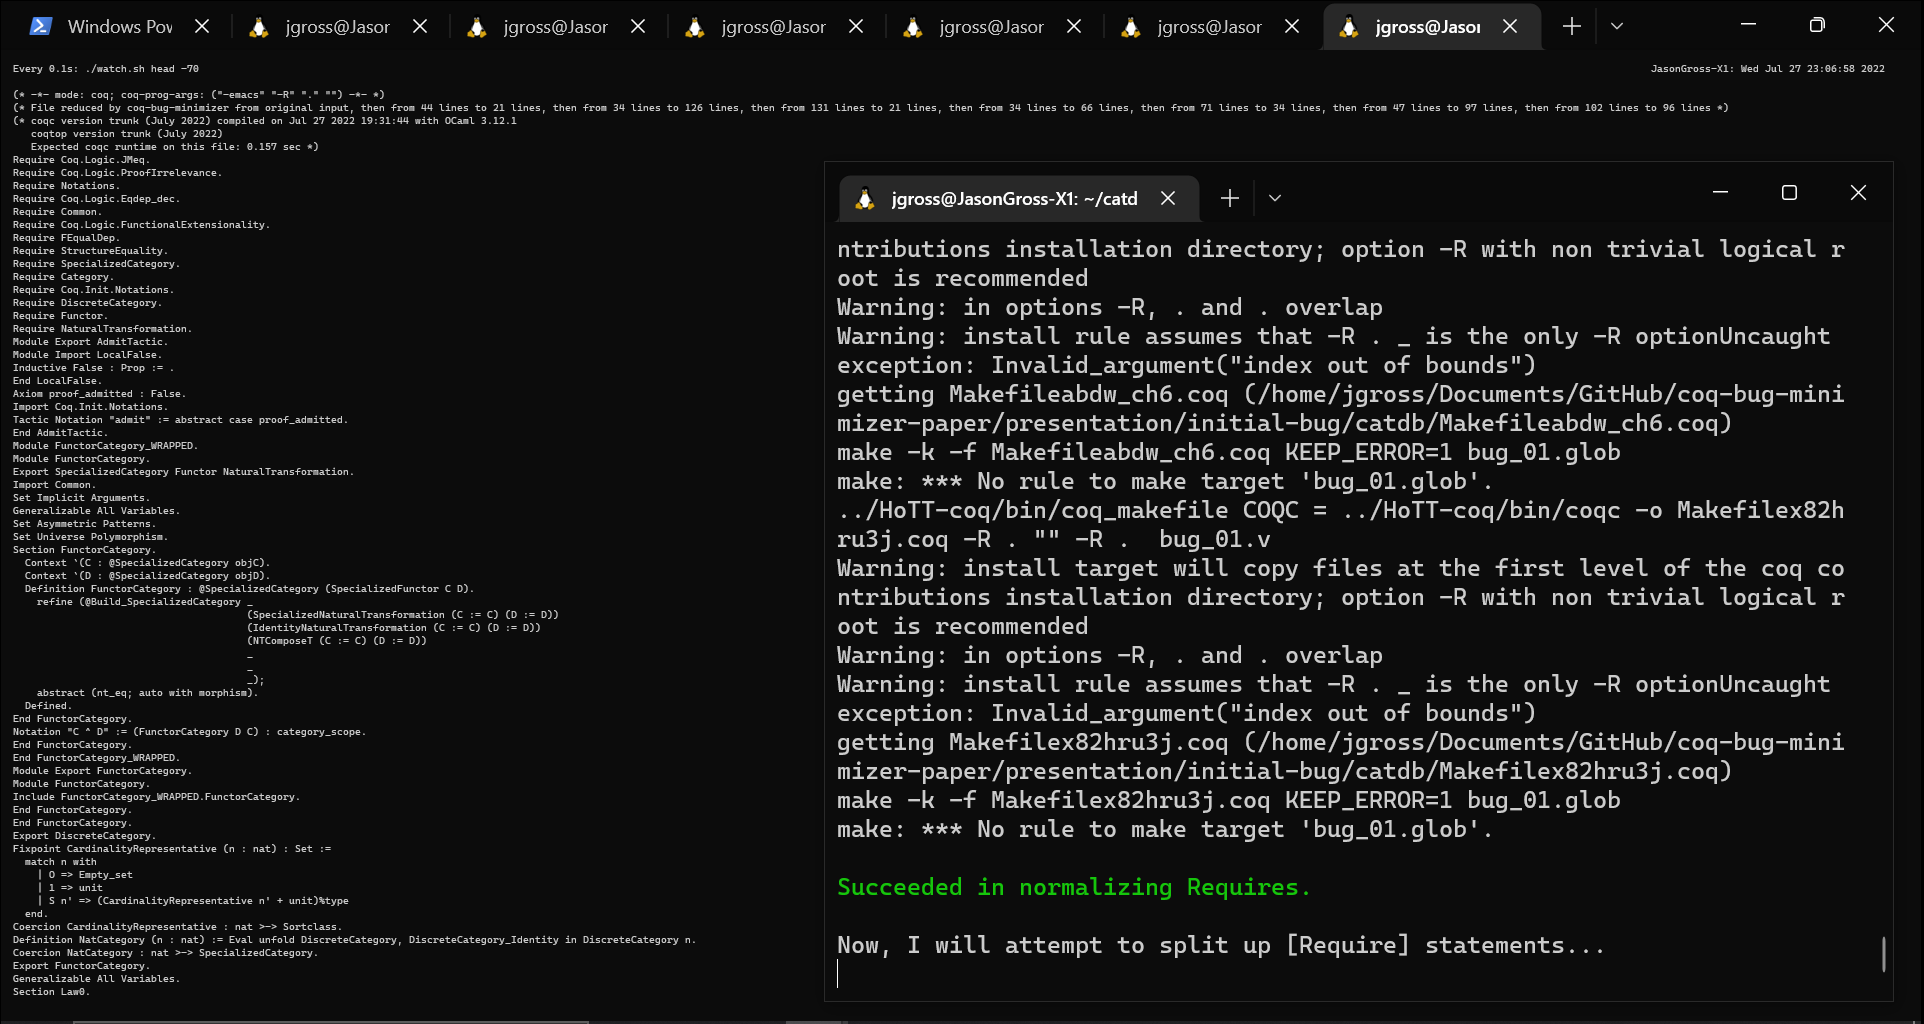 Windows Pow
jgross@Jasor
jgross@Jasor
jgross@Jasor
jgross@Jasor
jgross@Jasor
jgross@Jasor
Every 0.1s: ./watch.sh head -70
JasonGross-X1: Wed Jul 27 23:06:58 2022
(* -*- mode: coq; coq-prog-args: ("-emacs" "-R" "." "") -*- *)
(* File reduced by coq-bug-minimizer from original input, then from 44 lines to 21 lines, then from 34 lines to 126 lines, then from 131 lines to 21 lines, then from 34 lines to 66 lines, then from 71 lines to 34 lines, then from 47 lines to 97 lines, then from 102 lines to 96 lines *)
(* coqc version trunk (July 2022) compiled on Jul 27 2022 19:31:44 with OCaml 3.12.1
   coqtop version trunk (July 2022)
   Expected coqc runtime on this file: 0.157 sec *)
Require Coq.Logic.JMeq.
Require Coq.Logic.ProofIrrelevance.
Require Notations.
Require Coq.Logic.Eqdep_dec.
Require Common.
Require Coq.Logic.FunctionalExtensionality.
Require FEqualDep.
Require StructureEquality.
Require SpecializedCategory.
Require Category.
Require Coq.Init.Notations.
Require DiscreteCategory.
Require Functor.
Require NaturalTransformation.
Module Export AdmitTactic.
Module Import LocalFalse.
Inductive False : Prop := .
End LocalFalse.
Axiom proof_admitted : False.
Import Coq.Init.Notations.
Tactic Notation "admit" := abstract case proof_admitted.
End AdmitTactic.
Module FunctorCategory_WRAPPED.
Module FunctorCategory.
Export SpecializedCategory Functor NaturalTransformation.
Import Common.
Set Implicit Arguments.
Generalizable All Variables.
Set Asymmetric Patterns.
Set Universe Polymorphism.
Section FunctorCategory.
  Context `(C : @SpecializedCategory objC).
  Context `(D : @SpecializedCategory objD).
  Definition FunctorCategory : @SpecializedCategory (SpecializedFunctor C D).
    refine (@Build_SpecializedCategory _
                                       (SpecializedNaturalTransformation (C := C) (D := D))
                                       (IdentityNaturalTransformation (C := C) (D := D))
                                       (NTComposeT (C := C) (D := D))
                                       _
                                       _
                                       _);
    abstract (nt_eq; auto with morphism).
  Defined.
End FunctorCategory.
Notation "C ^ D" := (FunctorCategory D C) : category_scope.
End FunctorCategory.
End FunctorCategory_WRAPPED.
Module Export FunctorCategory.
Module FunctorCategory.
Include FunctorCategory_WRAPPED.FunctorCategory.
End FunctorCategory.
End FunctorCategory.
Export DiscreteCategory.
Fixpoint CardinalityRepresentative (n : nat) : Set :=
  match n with
    | O => Empty_set
    | 1 => unit
    | S n' => (CardinalityRepresentative n' + unit)%type
  end.
Coercion CardinalityRepresentative : nat >-> Sortclass.
Definition NatCategory (n : nat) := Eval unfold DiscreteCategory, DiscreteCategory_Identity in DiscreteCategory n.
Coercion NatCategory : nat >-> SpecializedCategory.
Export FunctorCategory.
Generalizable All Variables.
Section Law0.
jgross@JasonGross-X1: ~/catd
ntributions installation directory; option -R with non trivial logical r
oot is recommended
Warning: in options -R, . and . overlap
Warning: install rule assumes that -R . _ is the only -R optionUncaught
exception: Invalid_argument("index out of bounds")
getting Makefileabdw_ch6.coq (/home/jgross/Documents/GitHub/coq-bug-mini
mizer-paper/presentation/initial-bug/catdb/Makefileabdw_ch6.coq)
make -k -f Makefileabdw_ch6.coq KEEP_ERROR=1 bug_01.glob
make: *** No rule to make target 'bug_01.glob'.
../HoTT-coq/bin/coq_makefile COQC = ../HoTT-coq/bin/coqc -o Makefilex82h
ru3j.coq -R . "" -R .  bug_01.v
Warning: install target will copy files at the first level of the coq co
ntributions installation directory; option -R with non trivial logical r
oot is recommended
Warning: in options -R, . and . overlap
Warning: install rule assumes that -R . _ is the only -R optionUncaught
exception: Invalid_argument("index out of bounds")
getting Makefilex82hru3j.coq (/home/jgross/Documents/GitHub/coq-bug-mini
mizer-paper/presentation/initial-bug/catdb/Makefilex82hru3j.coq)
make -k -f Makefilex82hru3j.coq KEEP_ERROR=1 bug_01.glob
make: *** No rule to make target 'bug_01.glob'.
Succeeded in normalizing Requires.
Now, I will attempt to split up [Require] statements...